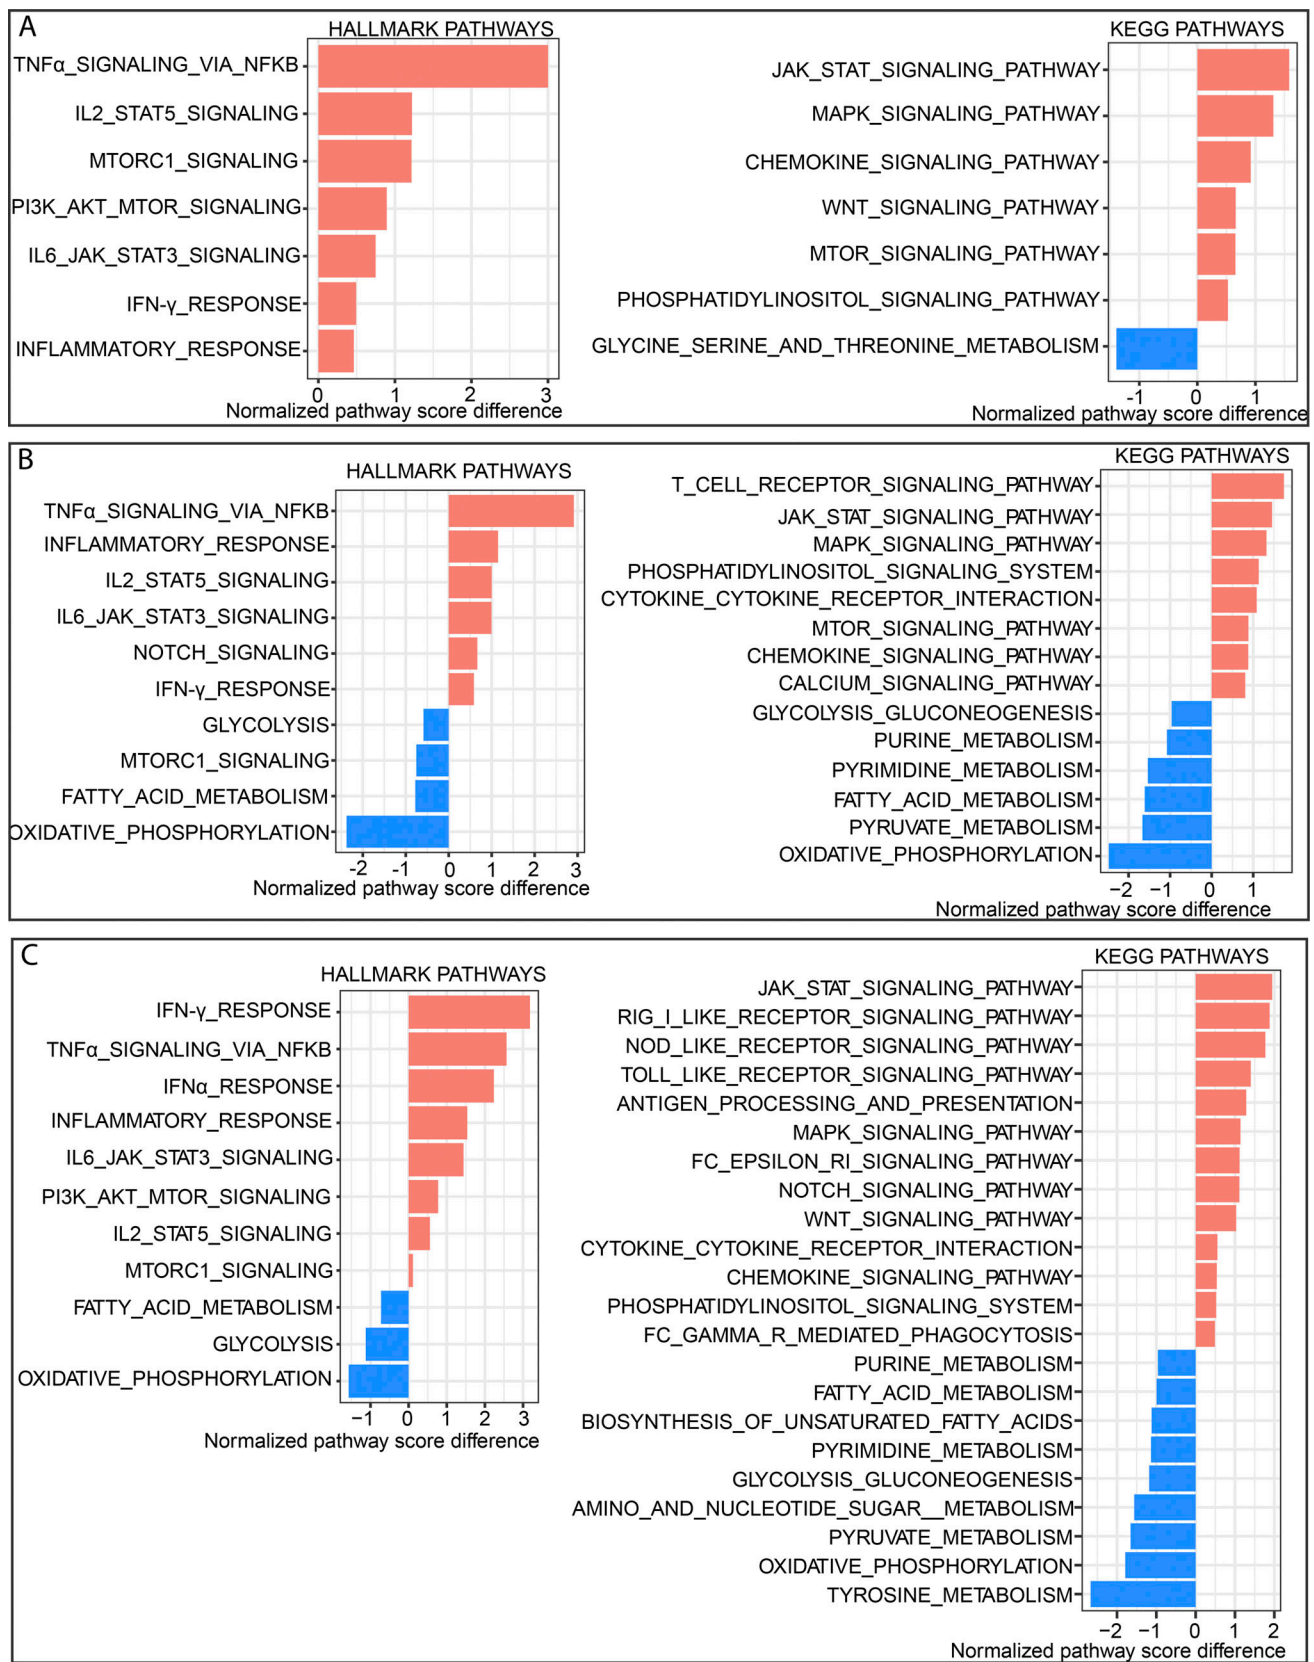 A
HALLMARK PATHWAYS
TNFα_SIGNALING_VIA_NFKB
IL2_STAT5_SIGNALING
MTORC1_SIGNALING
PI3K_AKT_MTOR_SIGNALING
IL6_JAK_STAT3_SIGNALING
IFN-γ_RESPONSE
INFLAMMATORY_RESPONSE
0 1 2 3
Normalized pathway score difference
KEGG PATHWAYS
JAK_STAT_SIGNALING_PATHWAY
MAPK_SIGNALING_PATHWAY
CHEMOKINE_SIGNALING_PATHWAY
WNT_SIGNALING_PATHWAY
MTOR_SIGNALING_PATHWAY
PHOSPHATIDYLINOSITOL_SIGNALING_PATHWAY
GLYCINE_SERINE_AND_THREONINE_METABOLISM
-1 0 1
Normalized pathway score difference
B
HALLMARK PATHWAYS
TNFα_SIGNALING_VIA_NFKB
INFLAMMATORY_RESPONSE
IL2_STAT5_SIGNALING
IL6_JAK_STAT3_SIGNALING
NOTCH_SIGNALING
IFN-γ_RESPONSE
GLYCOLYSIS
MTORC1_SIGNALING
FATTY_ACID_METABOLISM
OXIDATIVE_PHOSPHORYLATION
-2 -1 0 1 2 3
Normalized pathway score difference
KEGG PATHWAYS
T_CELL_RECEPTOR_SIGNALING_PATHWAY
JAK_STAT_SIGNALING_PATHWAY
MAPK_SIGNALING_PATHWAY
PHOSPHATIDYLINOSITOL_SIGNALING_SYSTEM
CYTOKINE_CYTOKINE_RECEPTOR_INTERACTION
MTOR_SIGNALING_PATHWAY
CHEMOKINE_SIGNALING_PATHWAY
CALCIUM_SIGNALING_PATHWAY
GLYCOLYSIS_GLUCONEOGENESIS
PURINE_METABOLISM
PYRIMIDINE_METABOLISM
FATTY_ACID_METABOLISM
PYRUVATE_METABOLISM
OXIDATIVE_PHOSPHORYLATION
−2 −1 0 1
Normalized pathway score difference
C
HALLMARK PATHWAYS
IFN-γ_RESPONSE
TNFα_SIGNALING_VIA_NFKB
IFNα_RESPONSE
INFLAMMATORY_RESPONSE
IL6_JAK_STAT3_SIGNALING
PI3K_AKT_MTOR_SIGNALING
IL2_STAT5_SIGNALING
MTORC1_SIGNALING
FATTY_ACID_METABOLISM
GLYCOLYSIS
OXIDATIVE_PHOSPHORYLATION
−1 0 1 2 3
Normalized pathway score difference
KEGG PATHWAYS
JAK_STAT_SIGNALING_PATHWAY
RIG_I_LIKE_RECEPTOR_SIGNALING_PATHWAY
NOD_LIKE_RECEPTOR_SIGNALING_PATHWAY
TOLL_LIKE_RECEPTOR_SIGNALING_PATHWAY
ANTIGEN_PROCESSING_AND_PRESENTATION
MAPK_SIGNALING_PATHWAY
FC_EPSILON_RI_SIGNALING_PATHWAY
NOTCH_SIGNALING_PATHWAY
WNT_SIGNALING_PATHWAY
CYTOKINE_CYTOKINE_RECEPTOR_INTERACTION
CHEMOKINE_SIGNALING_PATHWAY
PHOSPHATIDYLINOSITOL_SIGNALING_SYSTEM
FC_GAMMA_R_MEDIATED_PHAGOCYTOSIS
PURINE_METABOLISM
FATTY_ACID_METABOLISM
BIOSYNTHESIS_OF_UNSATURATED_FATTY_ACIDS
PYRIMIDINE_METABOLISM
GLYCOLYSIS_GLUCONEOGENESIS
AMINO_AND_NUCLEOTIDE_SUGAR__METABOLISM
PYRUVATE_METABOLISM
OXIDATIVE_PHOSPHORYLATION
TYROSINE_METABOLISM
−2 −1 0 1 2
Normalized pathway score difference